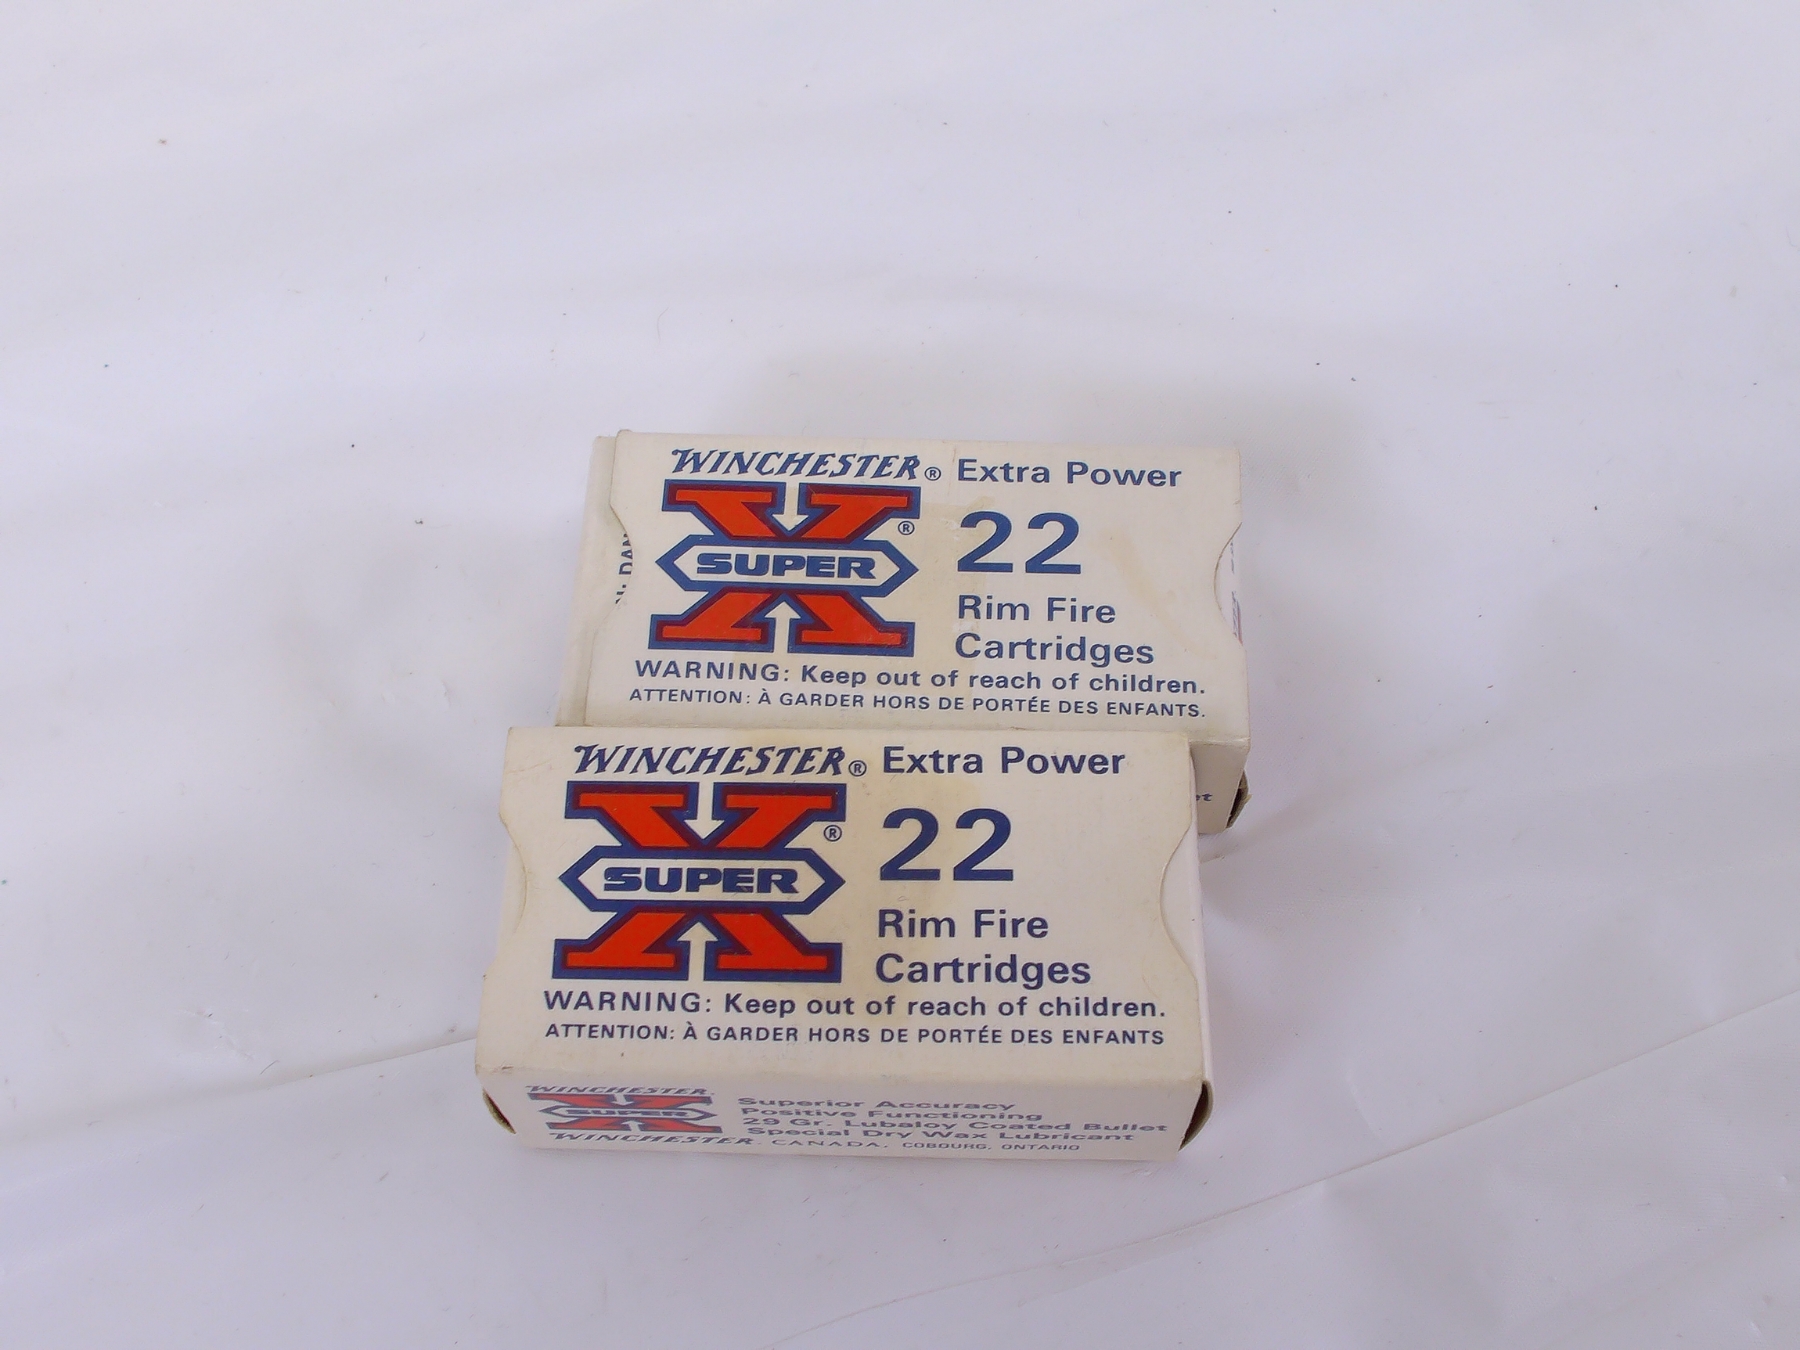 WINCHESTER® Extra Power
®
SUPER
22
Rim Fire
Cartridges
WARNING: Keep out of reach of children.
ATTENTION: À GARDER HORS DE PORTÉE DES ENFANTS.
WINCHESTER® Extra Power
®
SUPER
22
Rim Fire
Cartridges
WARNING: Keep out of reach of children.
ATTENTION: À GARDER HORS DE PORTÉE DES ENFANTS
WINCHESTER
SUPER
Superior Accuracy
Positive Functioning
29 Gr. Lubaloy Coated Bullet
Special Dry Wax Lubricant
WINCHESTER CANADA, COBOURG, ONTARIO